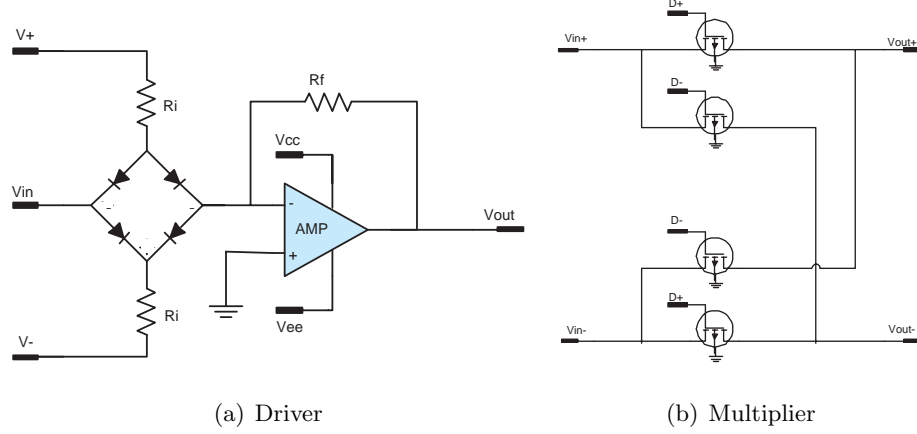 V+
Ri
Rf
Vcc
Vin
-
-
-
AMP
+
Vout
Vee
Ri
V-
(a) Driver
D+
Vin+
Vout+
D-
D-
D+
Vin-
Vout-
(b) Multiplier